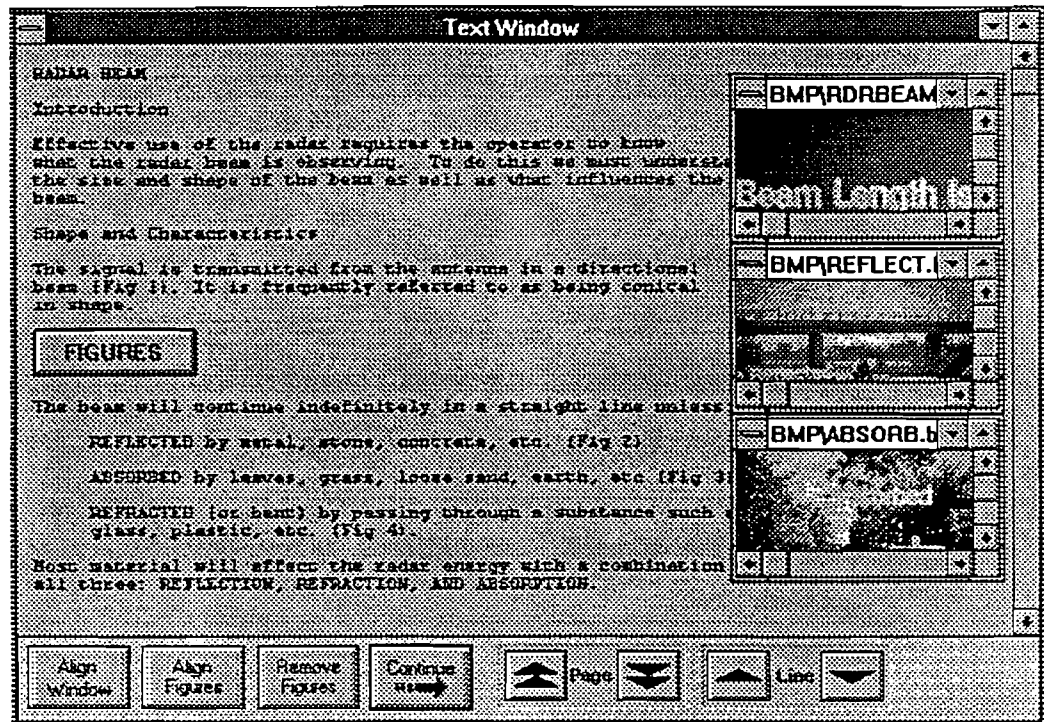 Text Window
RADAR BEAM
Introduction
Effective use of the radar requires the operator to know
what the radar beam is observing. To do this we must understa
the size and shape of the beam as well as what influences the
beam.
Shape and Characteristics
The signal is transmitted from the antenna in a directional
beam (Fig 1). It is frequently referred to as being conical
in shape.
FIGURES
The beam will continue indefinitely in a straight line unless
REFLECTED by metal, stone, concrete, etc. (Fig 2)
ABSORBED by leaves, grass, loose sand, earth, etc (Fig 3
REFRACTED (or bent) by passing through a substance such
glass, plastic, etc. (Fig 4).
Most material will effect the radar energy with a combination
all three: REFLECTION, REFRACTION, AND ABSORPTION.
BMP\RDRBEAM
Beam Length Is
BMP\REFLECT.
BMP\ABSORB.b
Align
Window
Align
Figures
Remove
Figures
Continue
Page
Line